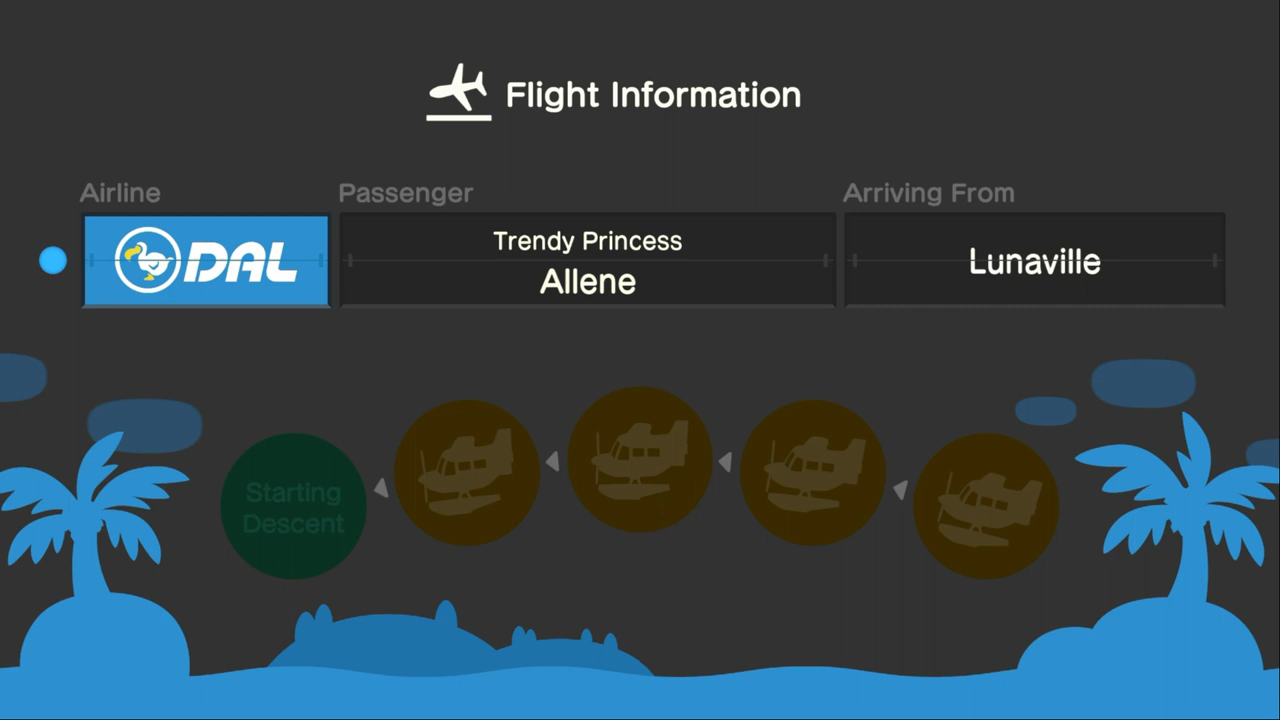 Flight Information
Airline
Passenger
Arriving From
DAL
Trendy Princess
Allene
Lunaville
Starting
Descent